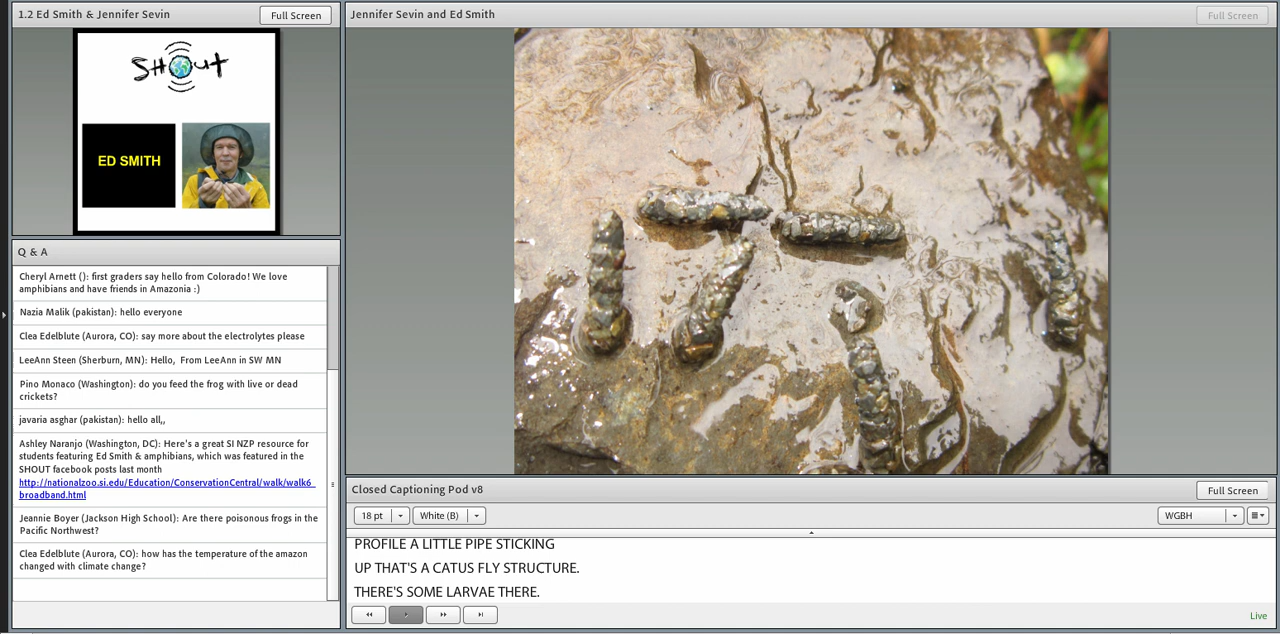 1.2 Ed Smith & Jennifer Sevin
Full Screen
SHOUT
ED SMITH
Q & A
Cheryl Arnett (): first graders say hello from Colorado! We love
amphibians and have friends in Amazonia :)
Nazia Malik (pakistan): hello everyone
Clea Edelblute (Aurora, CO): say more about the electrolytes please
LeeAnn Steen (Sherburn, MN): Hello,  From LeeAnn in SW MN
Pino Monaco (Washington): do you feed the frog with live or dead
crickets?
javaria asghar (pakistan): hello all,,
Ashley Naranjo (Washington, DC): Here's a great SI NZP resource for
students featuring Ed Smith & amphibians, which was featured in the
SHOUT facebook posts last month
http://nationalzoo.si.edu/Education/ConservationCentral/walk/walk6_
broadband.html
Jeannie Boyer (Jackson High School): Are there poisonous frogs in the
Pacific Northwest?
Clea Edelblute (Aurora, CO): how has the temperature of the amazon
changed with climate change?
Jennifer Sevin and Ed Smith
Full Screen
Closed Captioning Pod v8
Full Screen
18 pt
White (B)
WGBH
PROFILE A LITTLE PIPE STICKING
UP THAT'S A CATUS FLY STRUCTURE.
THERE'S SOME LARVAE THERE.
Live